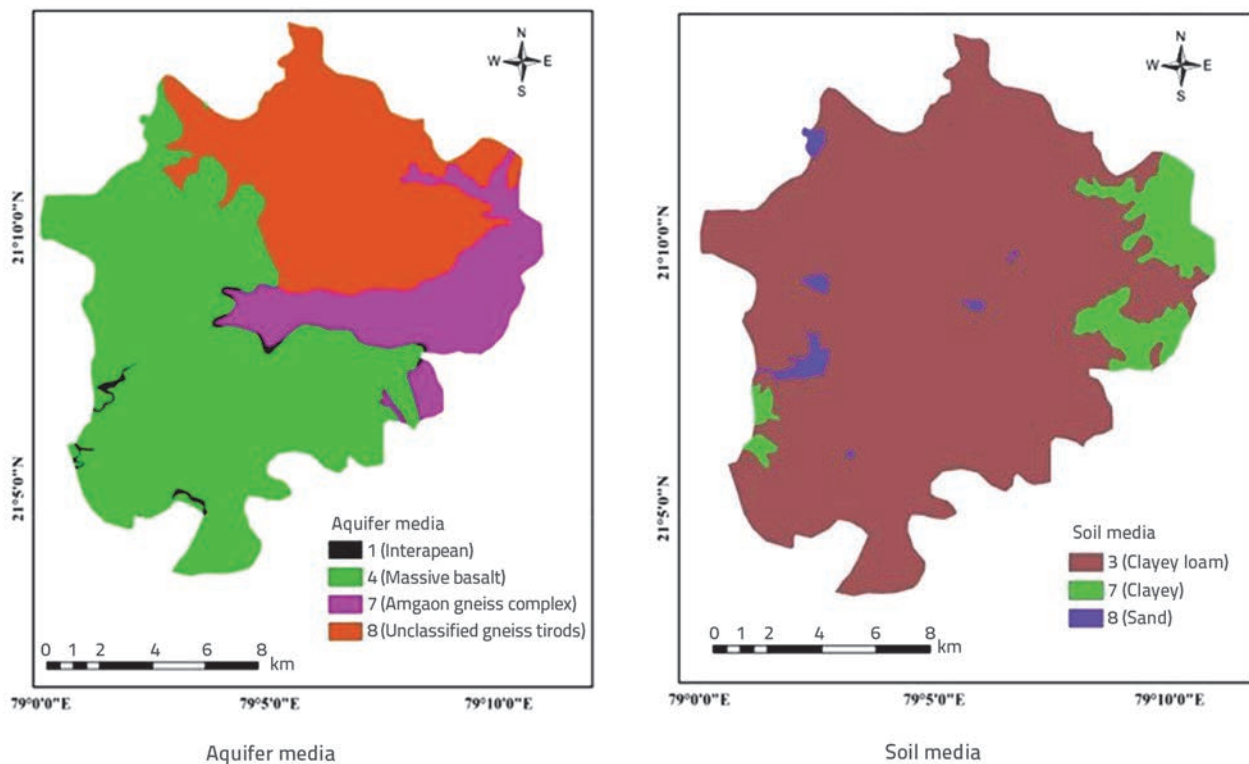 N
W E
S
21°10'0"N
21°5'0"N
Aquifer media
1 (Interapean)
4 (Massive basalt)
7 (Amgaon gneiss complex)
8 (Unclassified gneiss tirods)
0 1 2 4 6 8
km
79°0'0"E 79°5'0"E 79°10'0"E
Aquifer media
N
W E
S
21°10'0"N
21°5'0"N
Soil media
3 (Clayey loam)
7 (Clayey)
8 (Sand)
0 1 2 4 6 8
km
79°0'0"E 79°5'0"E 79°10'0"E
Soil media